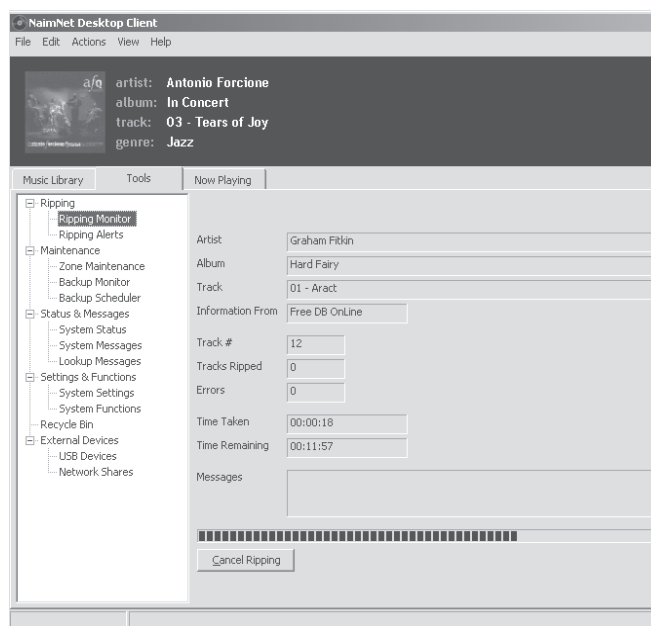 NaimNet Desktop Client
File Edit Actions View Help
afq
artist: Antonio Forcione
album: In Concert
track: 03 - Tears of Joy
genre: Jazz
Music Library Tools Now Playing
Ripping
Ripping Monitor
Ripping Alerts
Maintenance
Zone Maintenance
Backup Monitor
Backup Scheduler
Status & Messages
System Status
System Messages
Lookup Messages
Settings & Functions
System Settings
System Functions
Recycle Bin
External Devices
USB Devices
Network Shares
Artist Graham Fitkin
Album Hard Fairy
Track 01 - Aract
Information From Free DB OnLine
Track # 12
Tracks Ripped 0
Errors 0
Time Taken 00:00:18
Time Remaining 00:11:57
Messages
Cancel Ripping